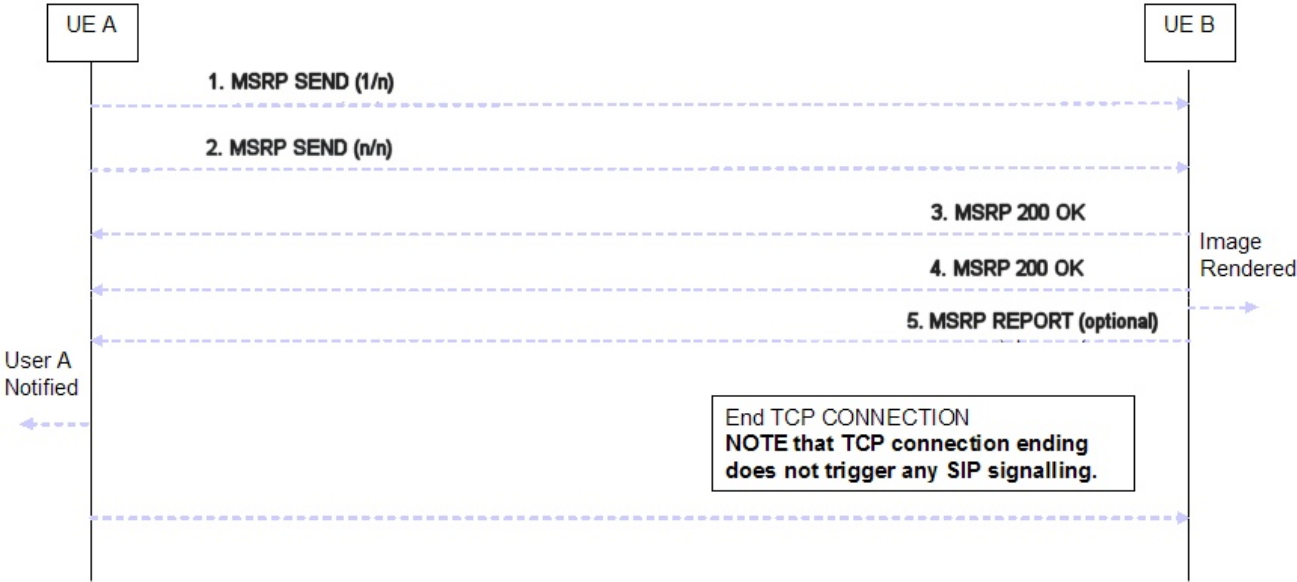 UE A
UE B
1. MSRP SEND (1/n)
2. MSRP SEND (n/n)
3. MSRP 200 OK
Image
Rendered
4. MSRP 200 OK
5. MSRP REPORT (optional)
User A
Notified
End TCP CONNECTION
NOTE that TCP connection ending
does not trigger any SIP signalling.